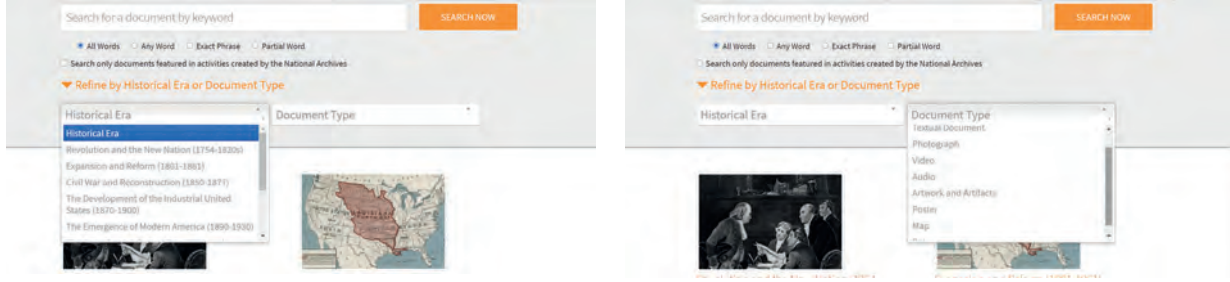 Search for a document by keyword
SEARCH NOW
All Words Any Word Exact Phrase Partial Word
Search only documents featured in activities created by the National Archives
Refine by Historical Era or Document Type
Historical Era
Document Type
Historical Era
Revolution and the New Nation (1754-1820s)
Expansion and Reform (1801-1861)
Civil War and Reconstruction (1850-1877)
The Development of the Industrial United
States (1870-1900)
The Emergence of Modern America (1890-1930)
Search for a document by keyword
SEARCH NOW
All Words Any Word Exact Phrase Partial Word
Search only documents featured in activities created by the National Archives
Refine by Historical Era or Document Type
Historical Era
Document Type
Textual Document
Photograph
Video
Audio
Artwork and Artifacts
Poster
Map